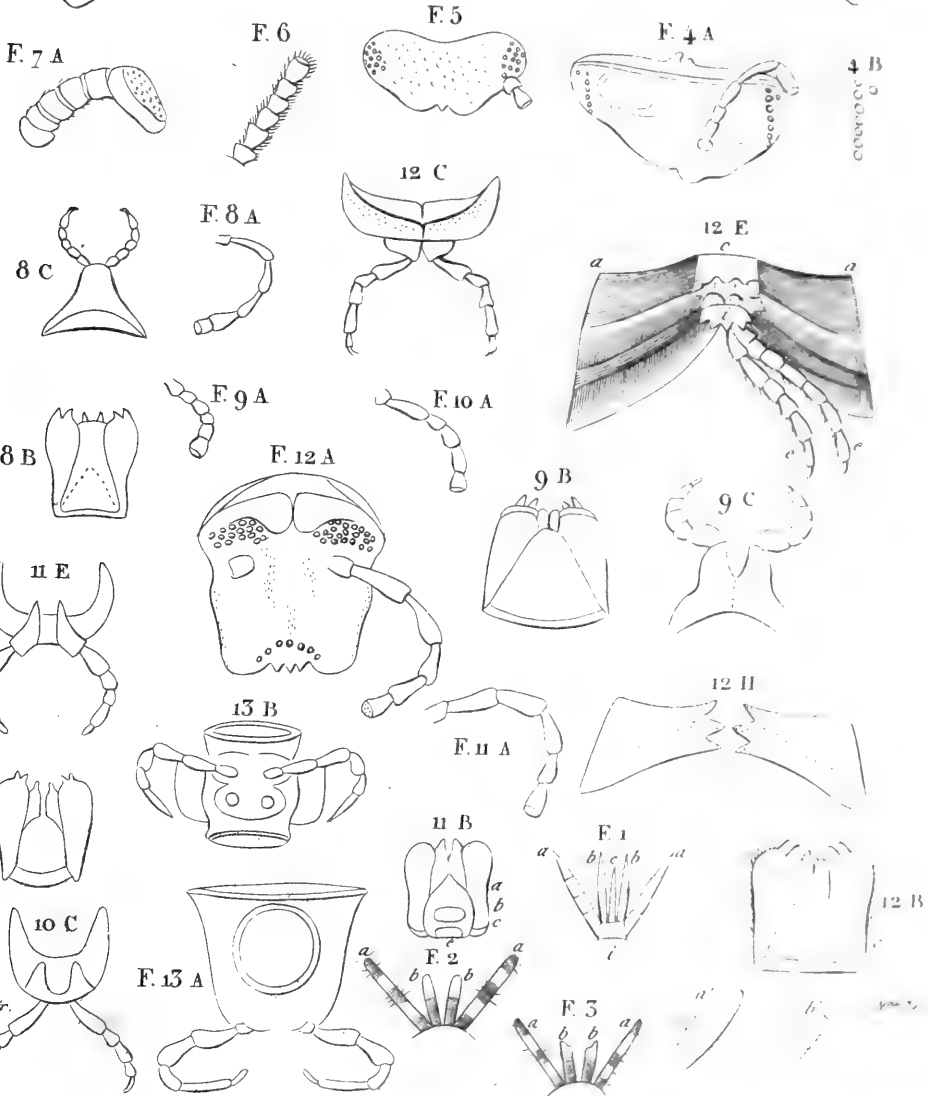 F. 5
F. 6
F. 4 A
F. 7 A
4 B
12 C
F. 8 A
12 E
c
a
a
8 C
F. 9 A
F. 10 A
8 B
F. 12 A
9 B
c
c
9 C
11 E
12 H
13 B
F. 11 A
11 B
F. 1
a
b
c
b
a
a
b
c
12 B
10 C
c
i
F. 2
a
b
b
a
F. 13 A
F. 3
a
b
b
a
a'
b'